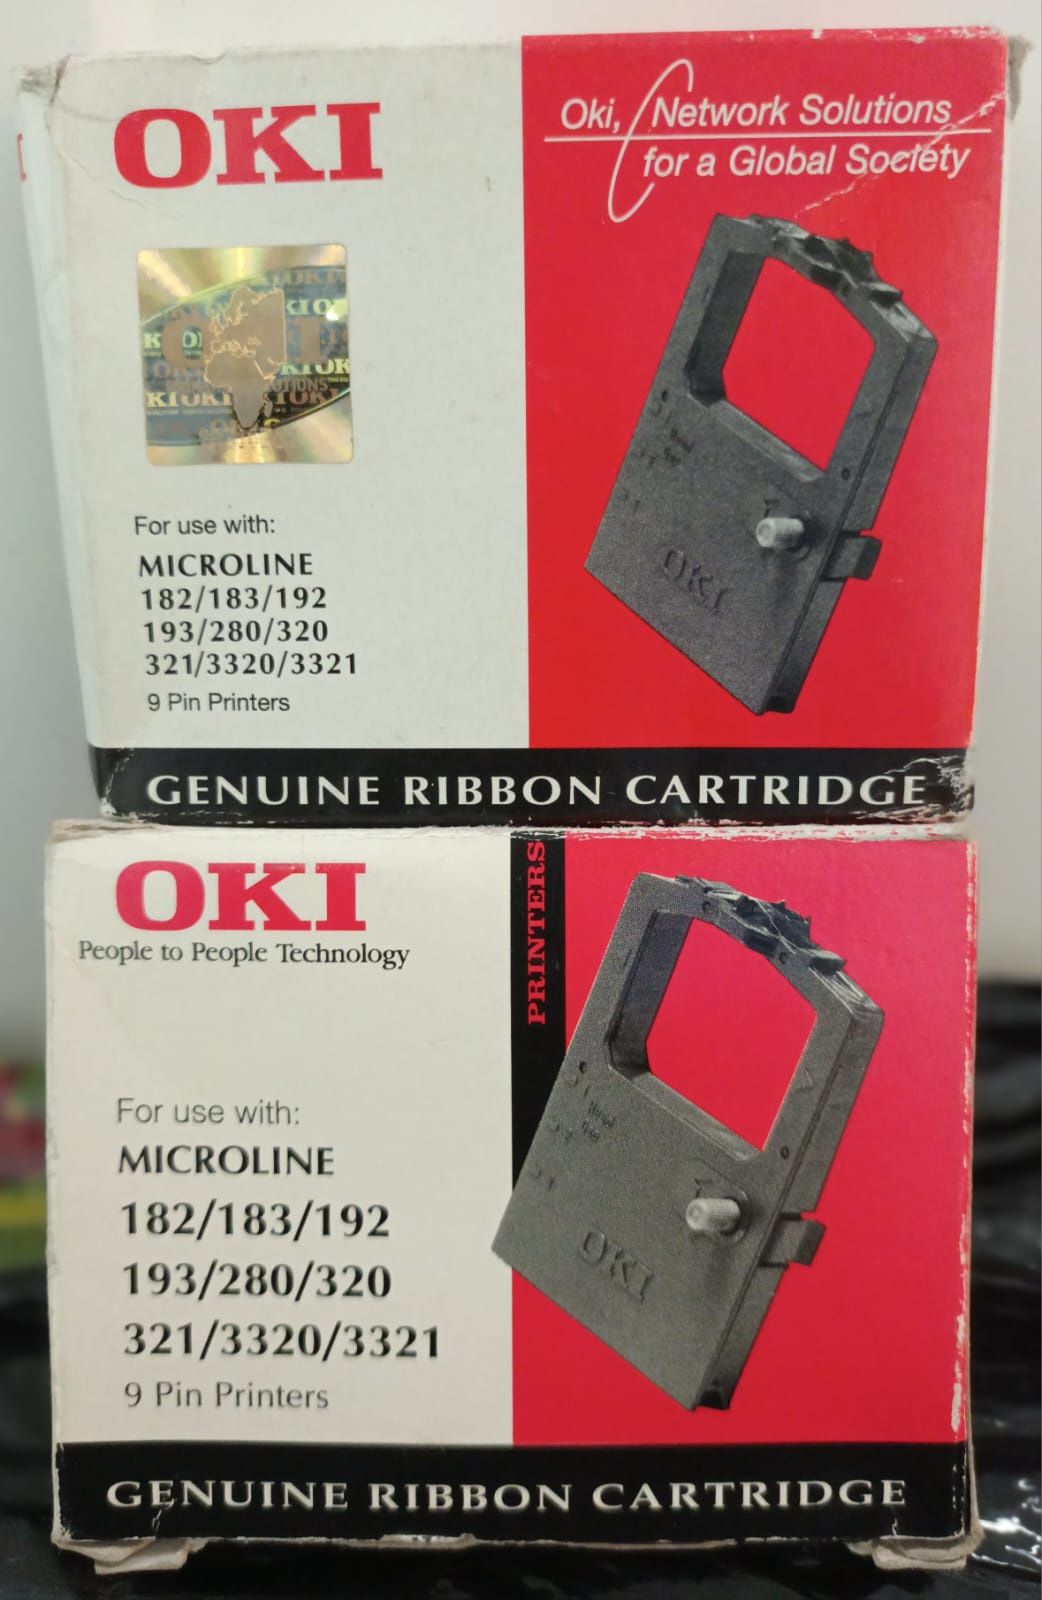 OKI
Oki, Network Solutions
for a Global Society
For use with:
MICROLINE
182/183/192
193/280/320
321/3320/3321
9 Pin Printers
OKI
GENUINE RIBBON CARTRIDGE
OKI
People to People Technology
PRINTERS
For use with:
MICROLINE
182/183/192
193/280/320
321/3320/3321
9 Pin Printers
OKI
GENUINE RIBBON CARTRIDGE